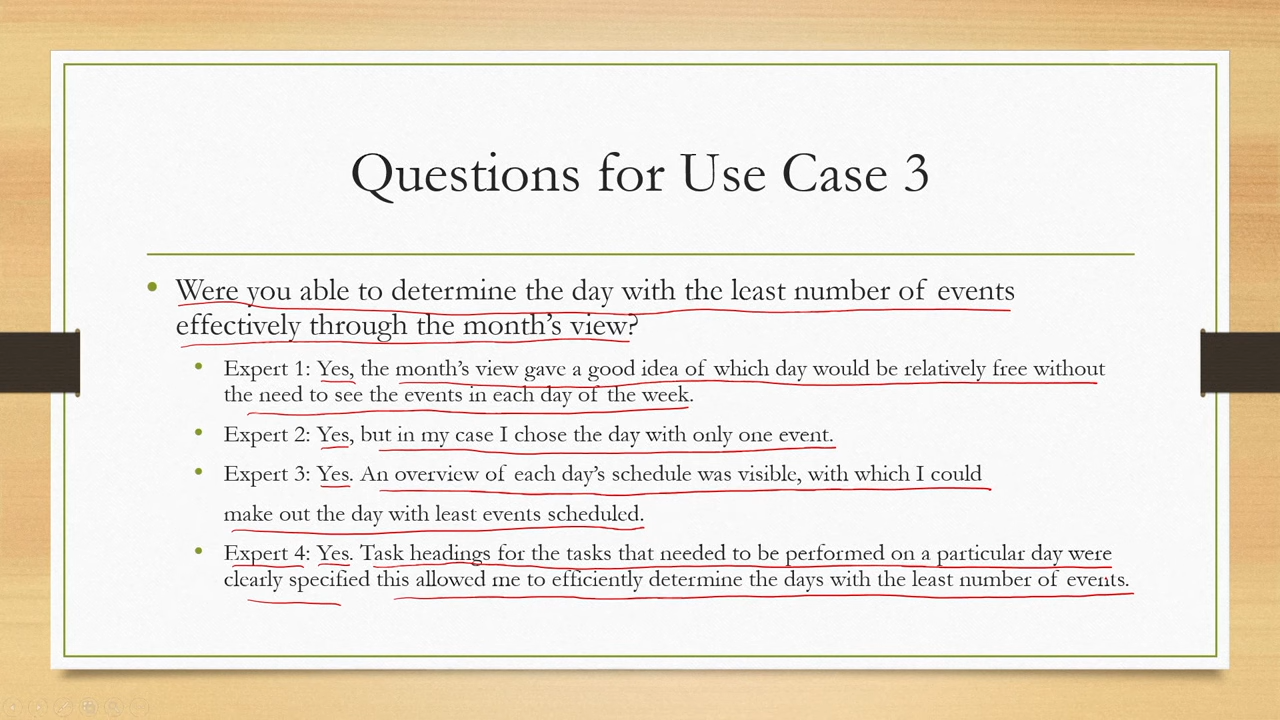 Questions for Use Case 3
• Were you able to determine the day with the least number of events
effectively through the month's view?
• Expert 1: Yes, the month's view gave a good idea of which day would be relatively free without
the need to see the events in each day of the week.
• Expert 2: Yes, but in my case I chose the day with only one event.
• Expert 3: Yes. An overview of each day's schedule was visible, with which I could
make out the day with least events scheduled.
• Expert 4: Yes. Task headings for the tasks that needed to be performed on a particular day were
clearly specified this allowed me to efficiently determine the days with the least number of events.